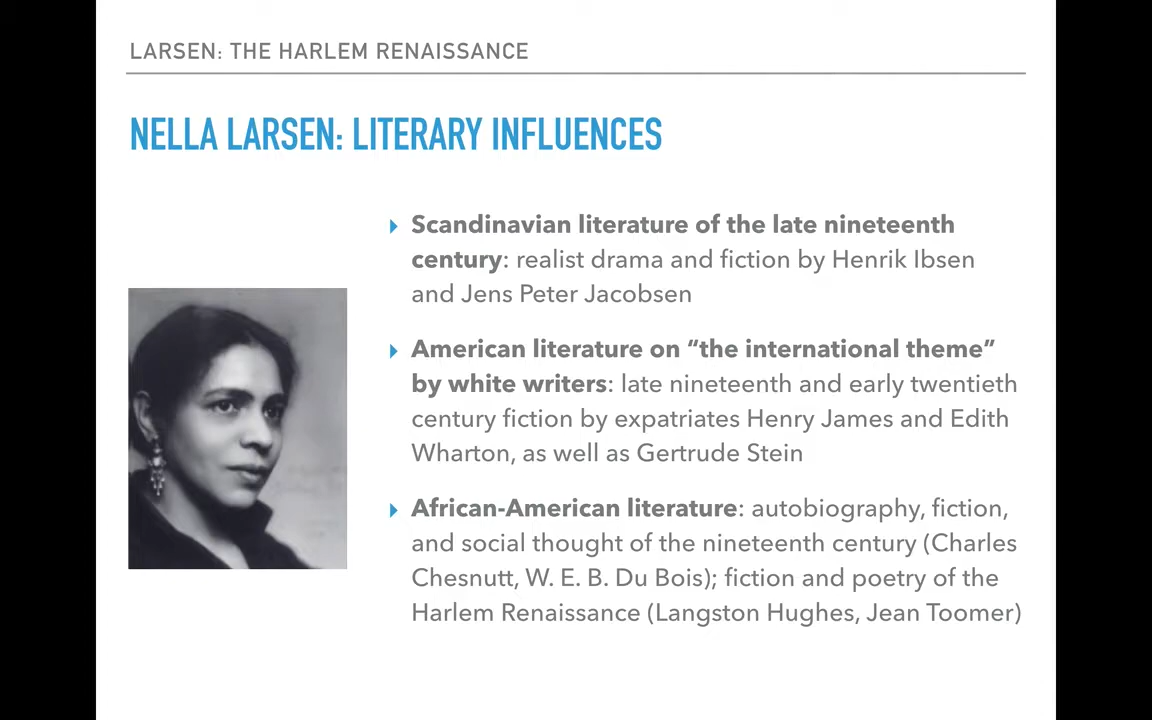 LARSEN: THE HARLEM RENAISSANCE
NELLA LARSEN: LITERARY INFLUENCES
Scandinavian literature of the late nineteenth
century: realist drama and fiction by Henrik Ibsen
and Jens Peter Jacobsen
American literature on “the international theme”
by white writers: late nineteenth and early twentieth
century fiction by expatriates Henry James and Edith
Wharton, as well as Gertrude Stein
African-American literature: autobiography, fiction,
and social thought of the nineteenth century (Charles
Chesnutt, W. E. B. Du Bois); fiction and poetry of the
Harlem Renaissance (Langston Hughes, Jean Toomer)